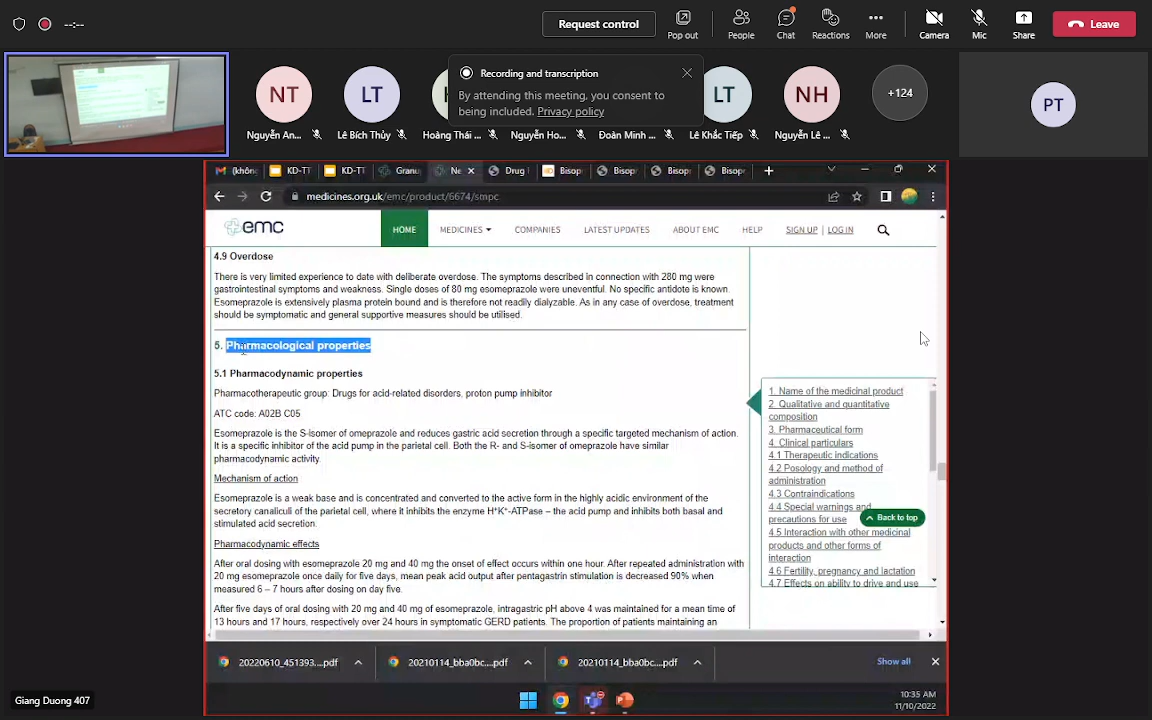 --:--
Request control
Pop out
People
Chat
Reactions
More
Camera
Mic
Share
Leave
Recording and transcription
By attending this meeting, you consent to
being included. Privacy policy
NT
LT
LT
NH
+124
PT
Nguyễn An...
Lê Bích Thủy
Hoàng Thái ...
Nguyễn Ho...
Đoàn Minh ...
Lê Khắc Tiếp
Nguyễn Lê ...
(không
KD-TT
KD-TT
Granu
Ne
Drug
Bisop
Bisop
Bisop
Bisop
medicines.org.uk/emc/product/6674/smpc
emc
HOME
MEDICINES
COMPANIES
LATEST UPDATES
ABOUT EMC
HELP
SIGN UP | LOG IN
4.9 Overdose
There is very limited experience to date with deliberate overdose. The symptoms described in connection with 280 mg were
gastrointestinal symptoms and weakness. Single doses of 80 mg esomeprazole were uneventful. No specific antidote is known.
Esomeprazole is extensively plasma protein bound and is therefore not readily dialyzable. As in any case of overdose, treatment
should be symptomatic and general supportive measures should be utilised.
5. Pharmacological properties
5.1 Pharmacodynamic properties
Pharmacotherapeutic group: Drugs for acid-related disorders, proton pump inhibitor
ATC code: A02B C05
Esomeprazole is the S-isomer of omeprazole and reduces gastric acid secretion through a specific targeted mechanism of action.
It is a specific inhibitor of the acid pump in the parietal cell. Both the R- and S-isomer of omeprazole have similar
pharmacodynamic activity.
Mechanism of action
Esomeprazole is a weak base and is concentrated and converted to the active form in the highly acidic environment of the
secretory canaliculi of the parietal cell, where it inhibits the enzyme H⁺K⁺-ATPase – the acid pump and inhibits both basal and
stimulated acid secretion.
Pharmacodynamic effects
After oral dosing with esomeprazole 20 mg and 40 mg the onset of effect occurs within one hour. After repeated administration with
20 mg esomeprazole once daily for five days, mean peak acid output after pentagastrin stimulation is decreased 90% when
measured 6 – 7 hours after dosing on day five.
After five days of oral dosing with 20 mg and 40 mg of esomeprazole, intragastric pH above 4 was maintained for a mean time of
13 hours and 17 hours, respectively over 24 hours in symptomatic GERD patients. The proportion of patients maintaining an
1. Name of the medicinal product
2. Qualitative and quantitative
composition
3. Pharmaceutical form
4. Clinical particulars
4.1 Therapeutic indications
4.2 Posology and method of
administration
4.3 Contraindications
4.4 Special warnings and
precautions for use
Back to top
4.5 Interaction with other medicinal
products and other forms of
interaction
4.6 Fertility, pregnancy and lactation
4.7 Effects on ability to drive and use
20220610_451393....pdf
20210114_bba0bc....pdf
20210114_bba0bc....pdf
Show all
10:35 AM
11/10/2022
Giang Duong 407